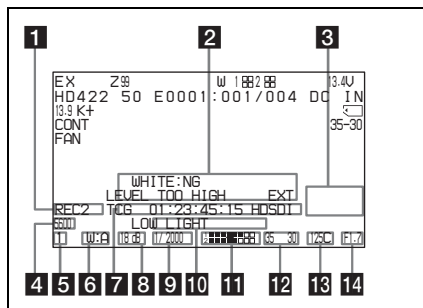 1 2 3
EX Z99 W 1 2 13.4V
HD422 50 E0001:001/004 DC IN
13.9 K+
CONT 35-30
FAN
WHITE:NG
LEVEL TOO HIGH EXT
REC2 TCG 01:23:45:15 HDSDI
5600 LOW LIGHT
1 W:A 18dB 1/2000 35 30 125C F1.7
4 5 6 7 8 9 10 11 12 13 14